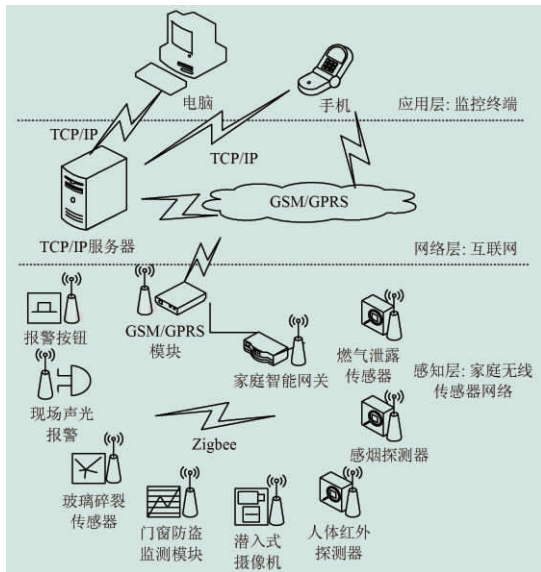 电脑
手机
应用层: 监控终端
TCP/IP
TCP/IP
GSM/GPRS
TCP/IP服务器
网络层: 互联网
报警按钮
GSM/GPRS
模块
家庭智能网关
燃气泄露
传感器
感知层: 家庭无线
传感器网络
现场声光
报警
Zigbee
感烟探测器
玻璃碎裂
传感器
门窗防盗
监测模块
潜入式
摄像机
人体红外
探测器